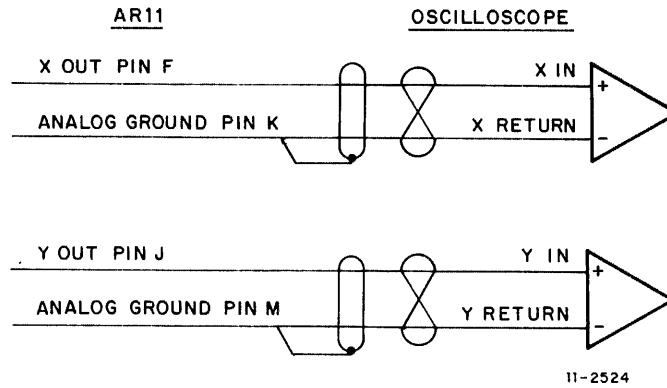 AR11 OSCILLOSCOPE
X OUT PIN F X IN
+
ANALOG GROUND PIN K X RETURN
-
Y OUT PIN J Y IN
+
ANALOG GROUND PIN M Y RETURN
-
11-2524